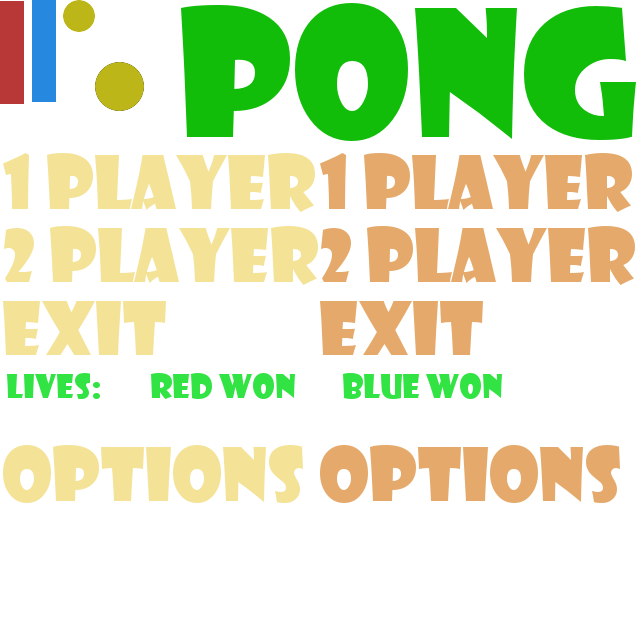 PONG
1 PLAYER 1 PLAYER
2 PLAYER 2 PLAYER
EXIT EXIT
LIVES: RED WON BLUE WON
OPTIONS OPTIONS